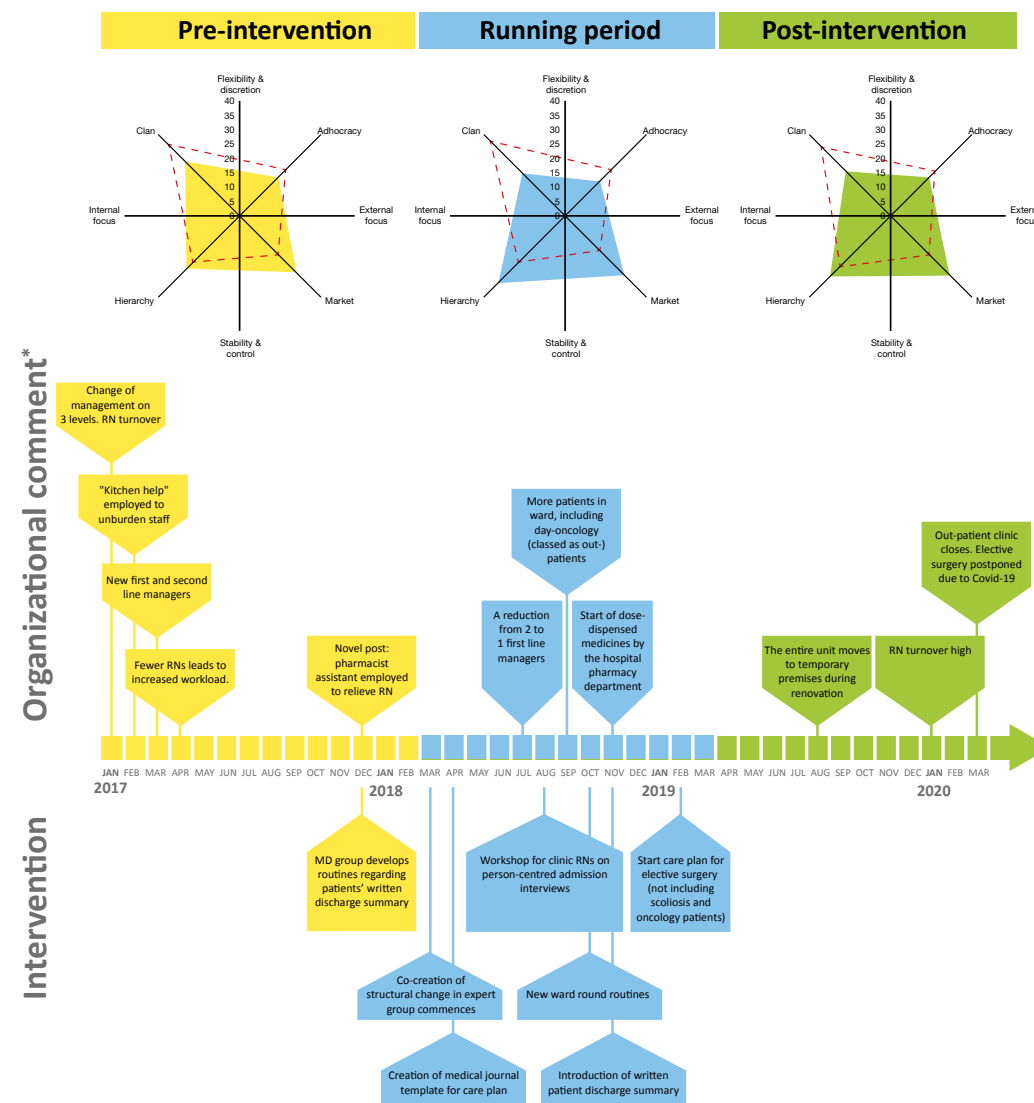 Pre-intervention
Running period
Post-intervention
Flexibility &
discretion
40
35
30
25
20
15
10
5
0
Clan
Adhocracy
Internal
focus
External
focus
Hierarchy
Market
Stability &
control
Flexibility &
discretion
40
35
30
25
20
15
10
5
0
Clan
Adhocracy
Internal
focus
External
focus
Hierarchy
Market
Stability &
control
Flexibility &
discretion
40
35
30
25
20
15
10
5
0
Clan
Adhocracy
Internal
focus
External
focus
Hierarchy
Market
Stability &
control
Organizational comment*
Change of
management on
3 levels. RN turnover
"Kitchen help"
employed to
unburden staff
New first and second
line managers
Fewer RNs leads to
increased workload.
Novel post:
pharmacist
assistant employed
to relieve RN
A reduction
from 2 to
1 first line
managers
More patients in
ward, including
day-oncology
(classed as out-)
patients
Start of dose-
dispensed
medicines by
the hospital
pharmacy
department
The entire unit moves
to temporary
premises during
renovation
RN turnover high
Out-patient clinic
closes. Elective
surgery postponed
due to Covid-19
JAN FEB MAR APR MAY JUN JUL AUG SEP OCT NOV DEC JAN FEB MAR APR MAY JUN JUL AUG SEP OCT NOV DEC JAN FEB MAR APR MAY JUN JUL AUG SEP OCT NOV DEC JAN FEB MAR
2017 2018 2019 2020
Intervention
MD group develops
routines regarding
patients' written
discharge summary
Workshop for clinic RNs on
person-centred admission
interviews
Start care plan for
elective surgery
(not including
scoliosis and
oncology patients)
Co-creation of
structural change in expert
group commences
New ward round routines
Creation of medical journal
template for care plan
Introduction of written
patient discharge summary